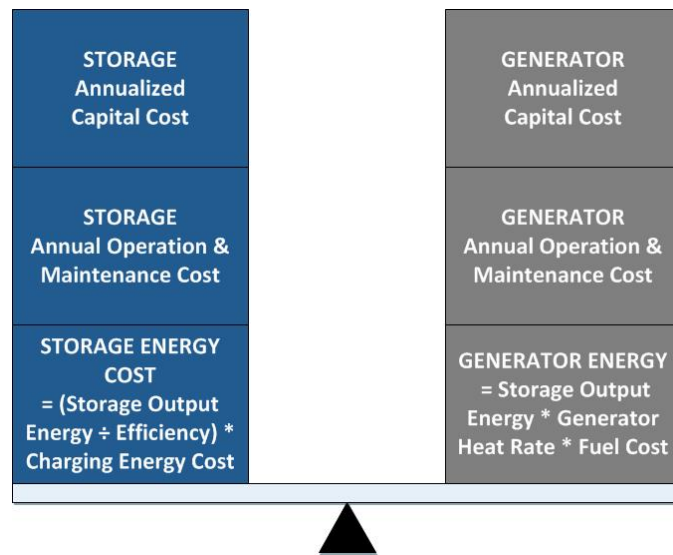 STORAGE
Annualized
Capital Cost
STORAGE
Annual Operation &
Maintenance Cost
STORAGE ENERGY
COST
= (Storage Output
Energy ÷ Efficiency) *
Charging Energy Cost
GENERATOR
Annualized
Capital Cost
GENERATOR
Annual Operation &
Maintenance Cost
GENERATOR ENERGY
= Storage Output
Energy * Generator
Heat Rate * Fuel Cost